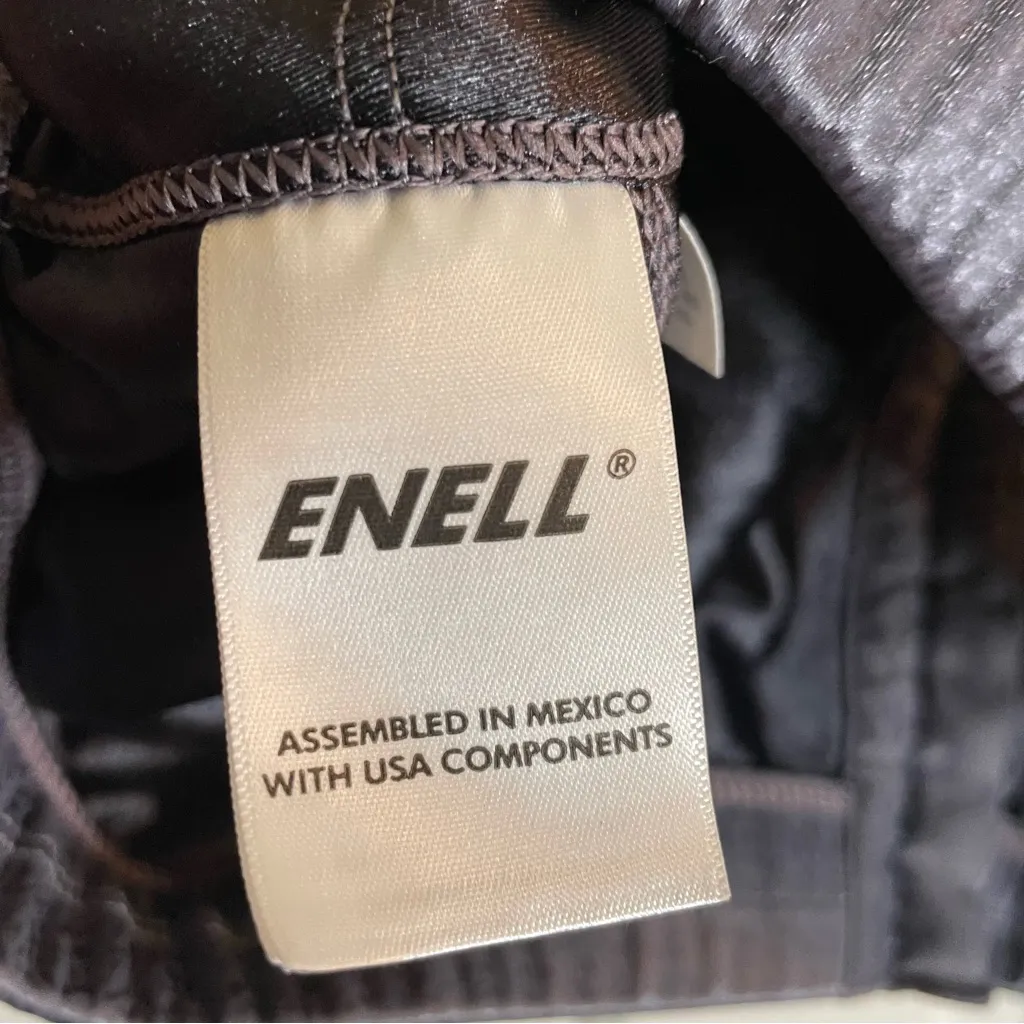 ENELL®
ASSEMBLED IN MEXICO
WITH USA COMPONENTS